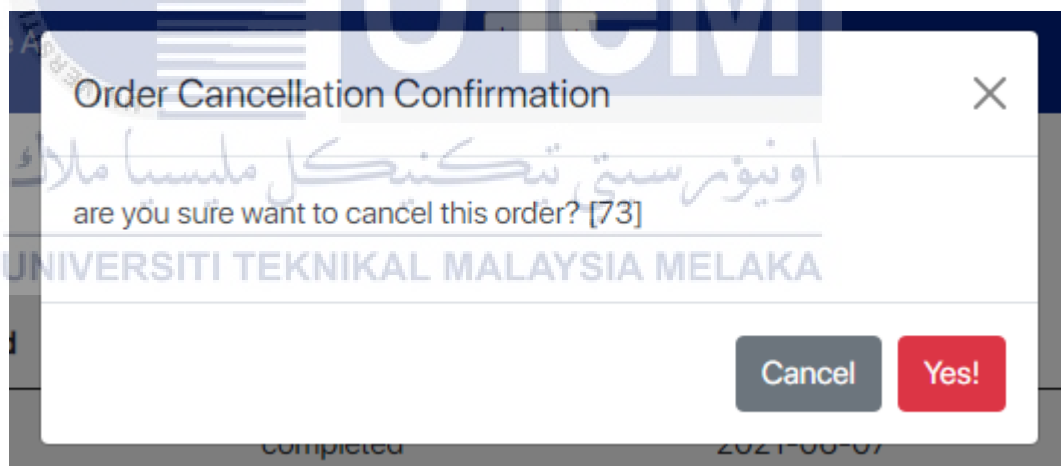 UTeM
Order Cancellation Confirmation
اونيۏرسيتي تيكنيكل مليسيا ملاك
are you sure want to cancel this order? [73]
UNIVERSITI TEKNIKAL MALAYSIA MELAKA
Cancel
Yes!
completed 2021-06-07